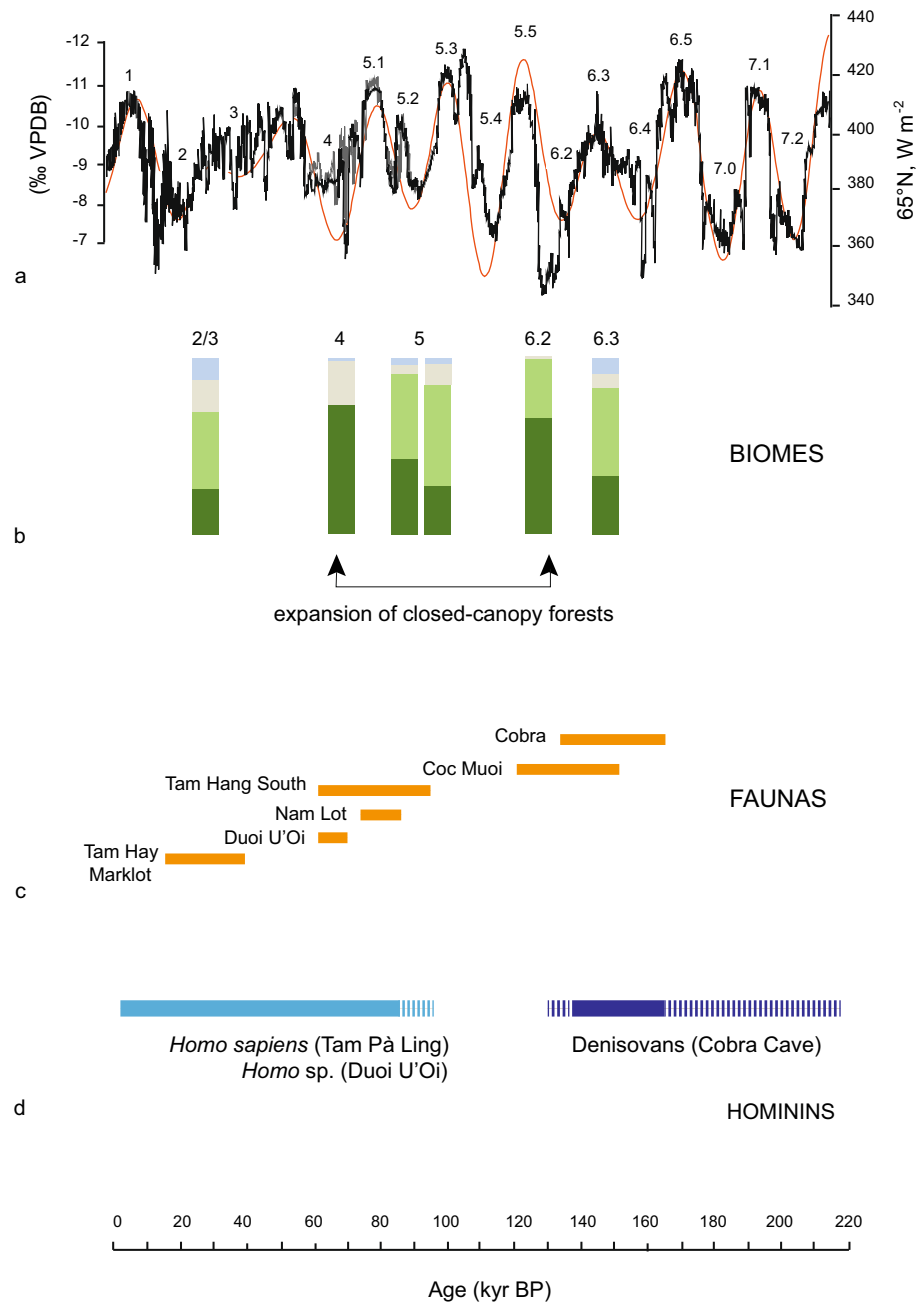 -12
-11
-10
-9
-8
-7
(‰ VPDB)
1
2
3
4
5.1
5.2
5.3
5.4
5.5
6.2
6.3
6.4
6.5
7.0
7.1
7.2
440
420
400
380
360
340
65°N, W m⁻²
a
2/3
4
5
6.2
6.3
BIOMES
b
expansion of closed-canopy forests
Cobra
Coc Muoi
Tam Hang South
Nam Lot
Duoi U'Oi
Tam Hay
Marklot
FAUNAS
c
Homo sapiens (Tam Pà Ling)
Homo sp. (Duoi U'Oi)
Denisovans (Cobra Cave)
d
HOMININS
0 20 40 60 80 100 120 140 160 180 200 220
Age (kyr BP)